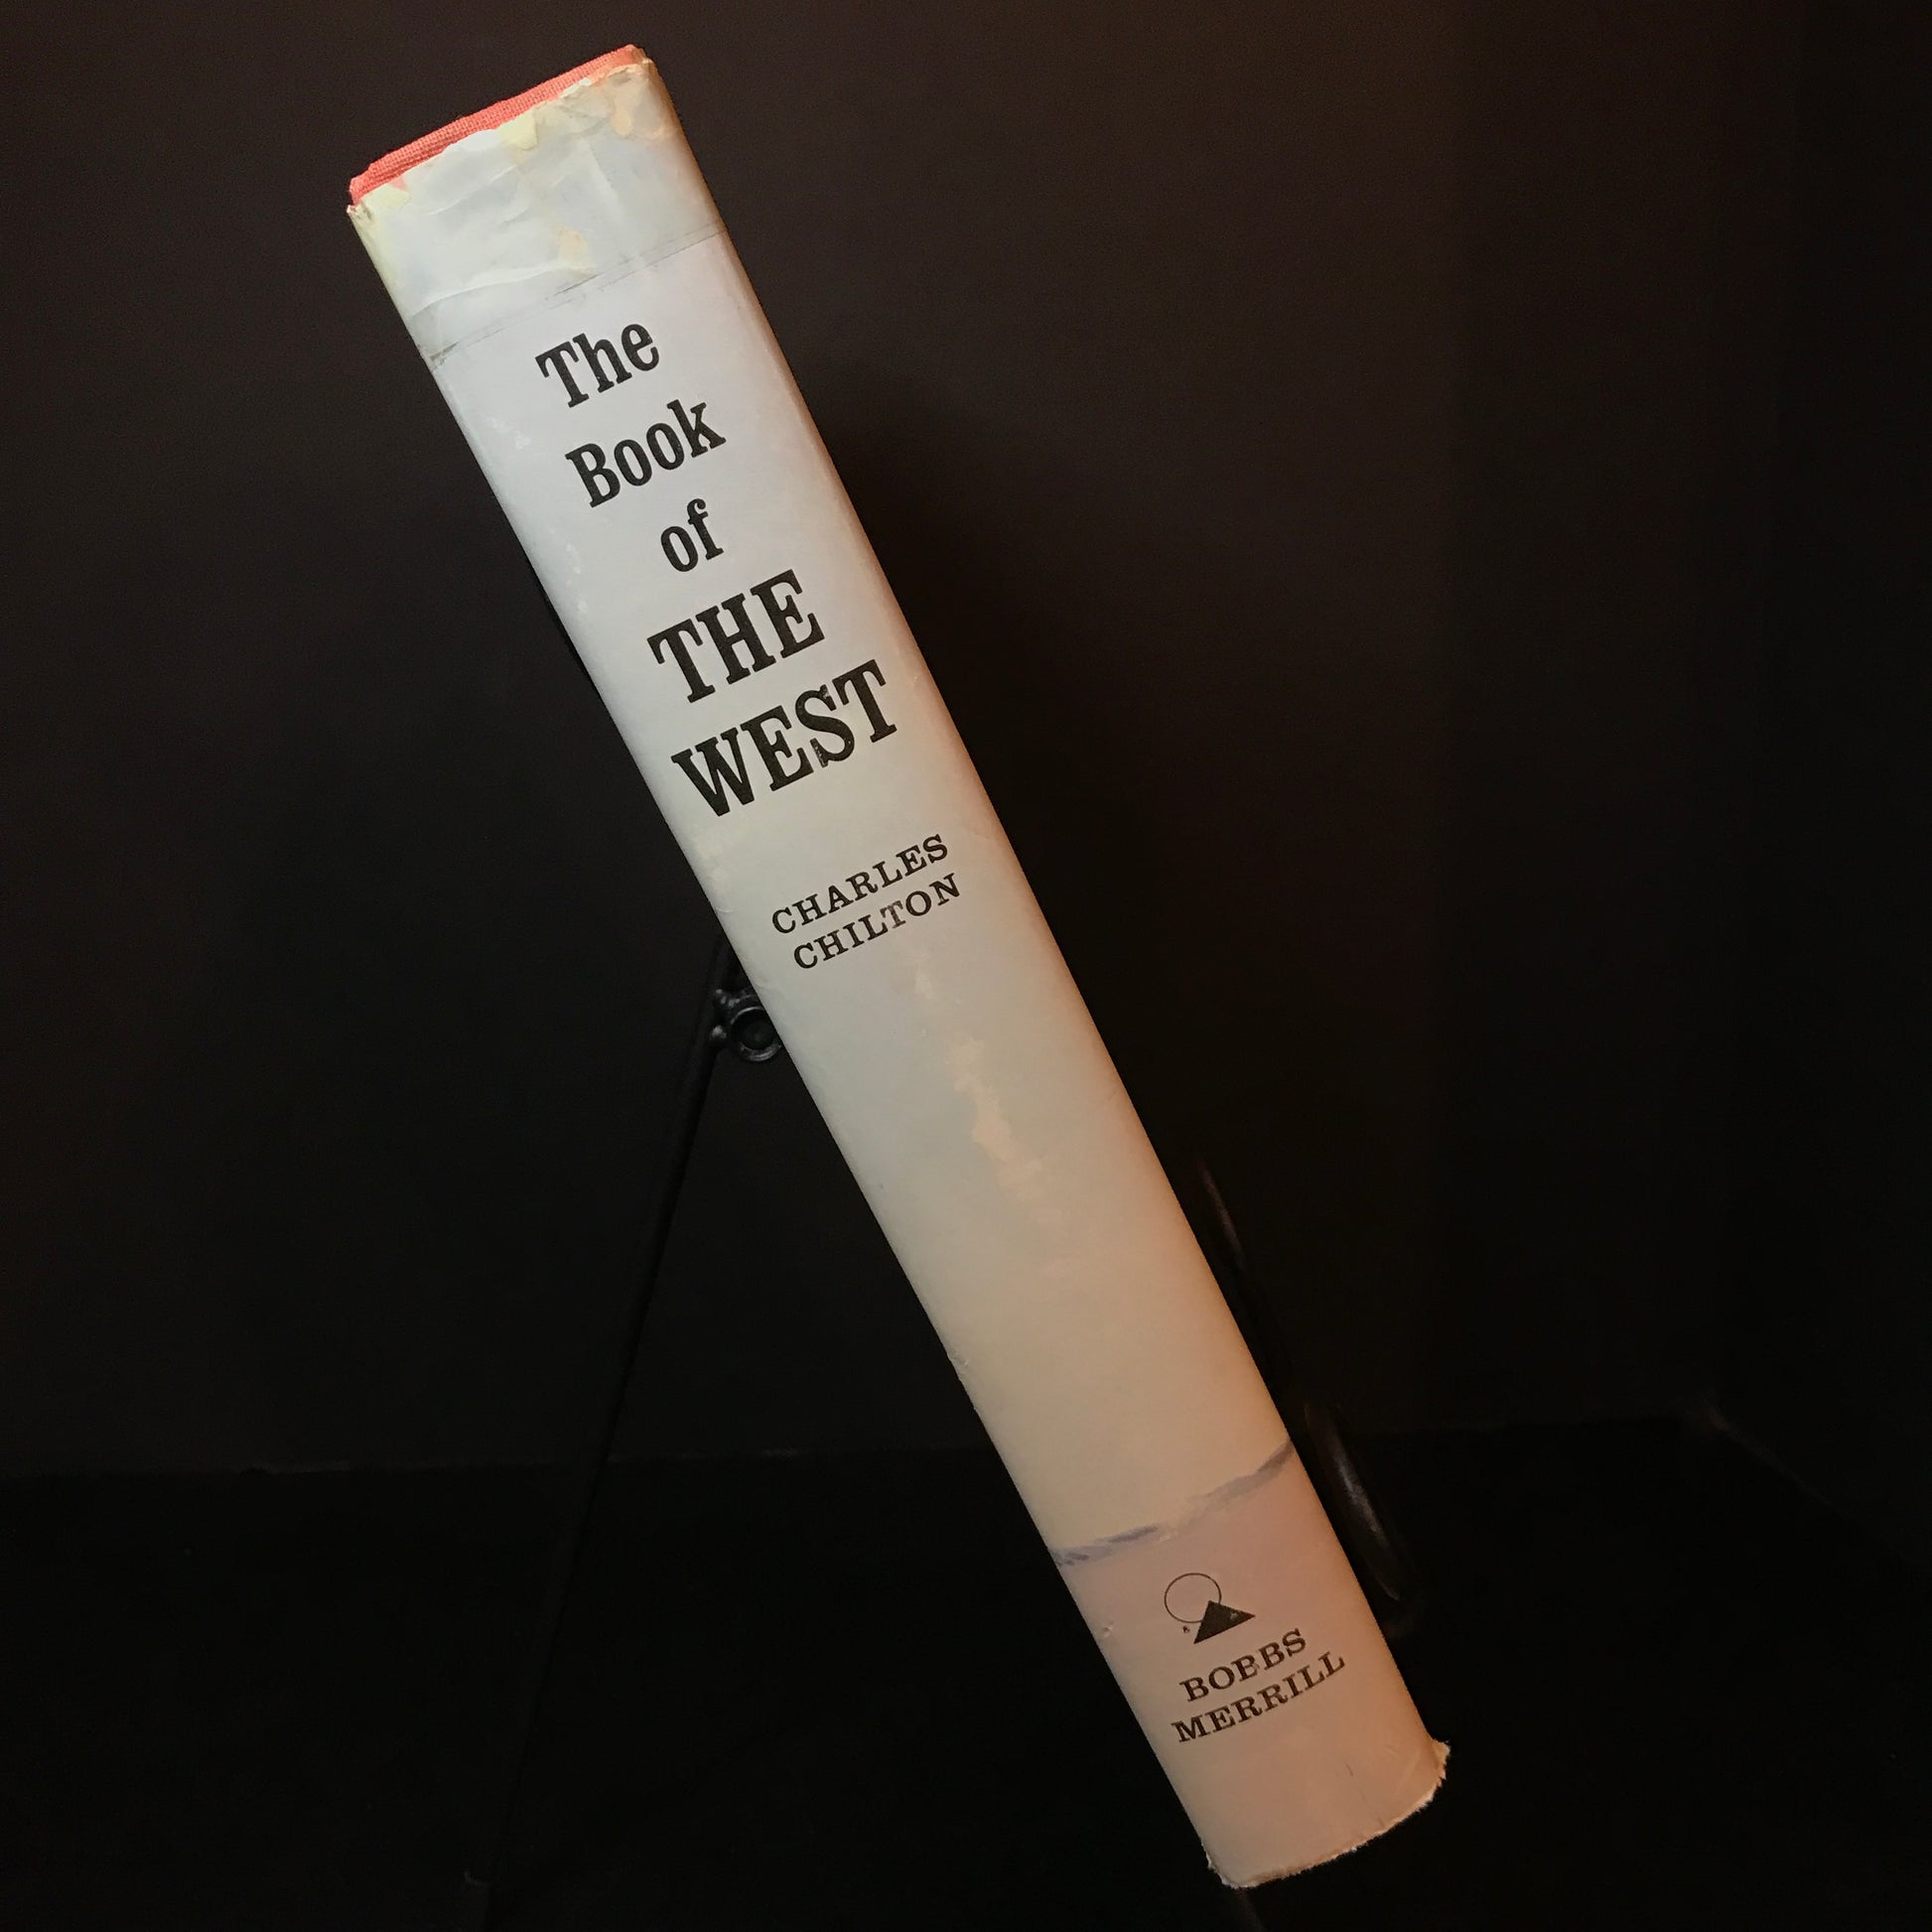 The
Book
of
THE
WEST
CHARLES
CHILTON
BOBBS
MERRILL